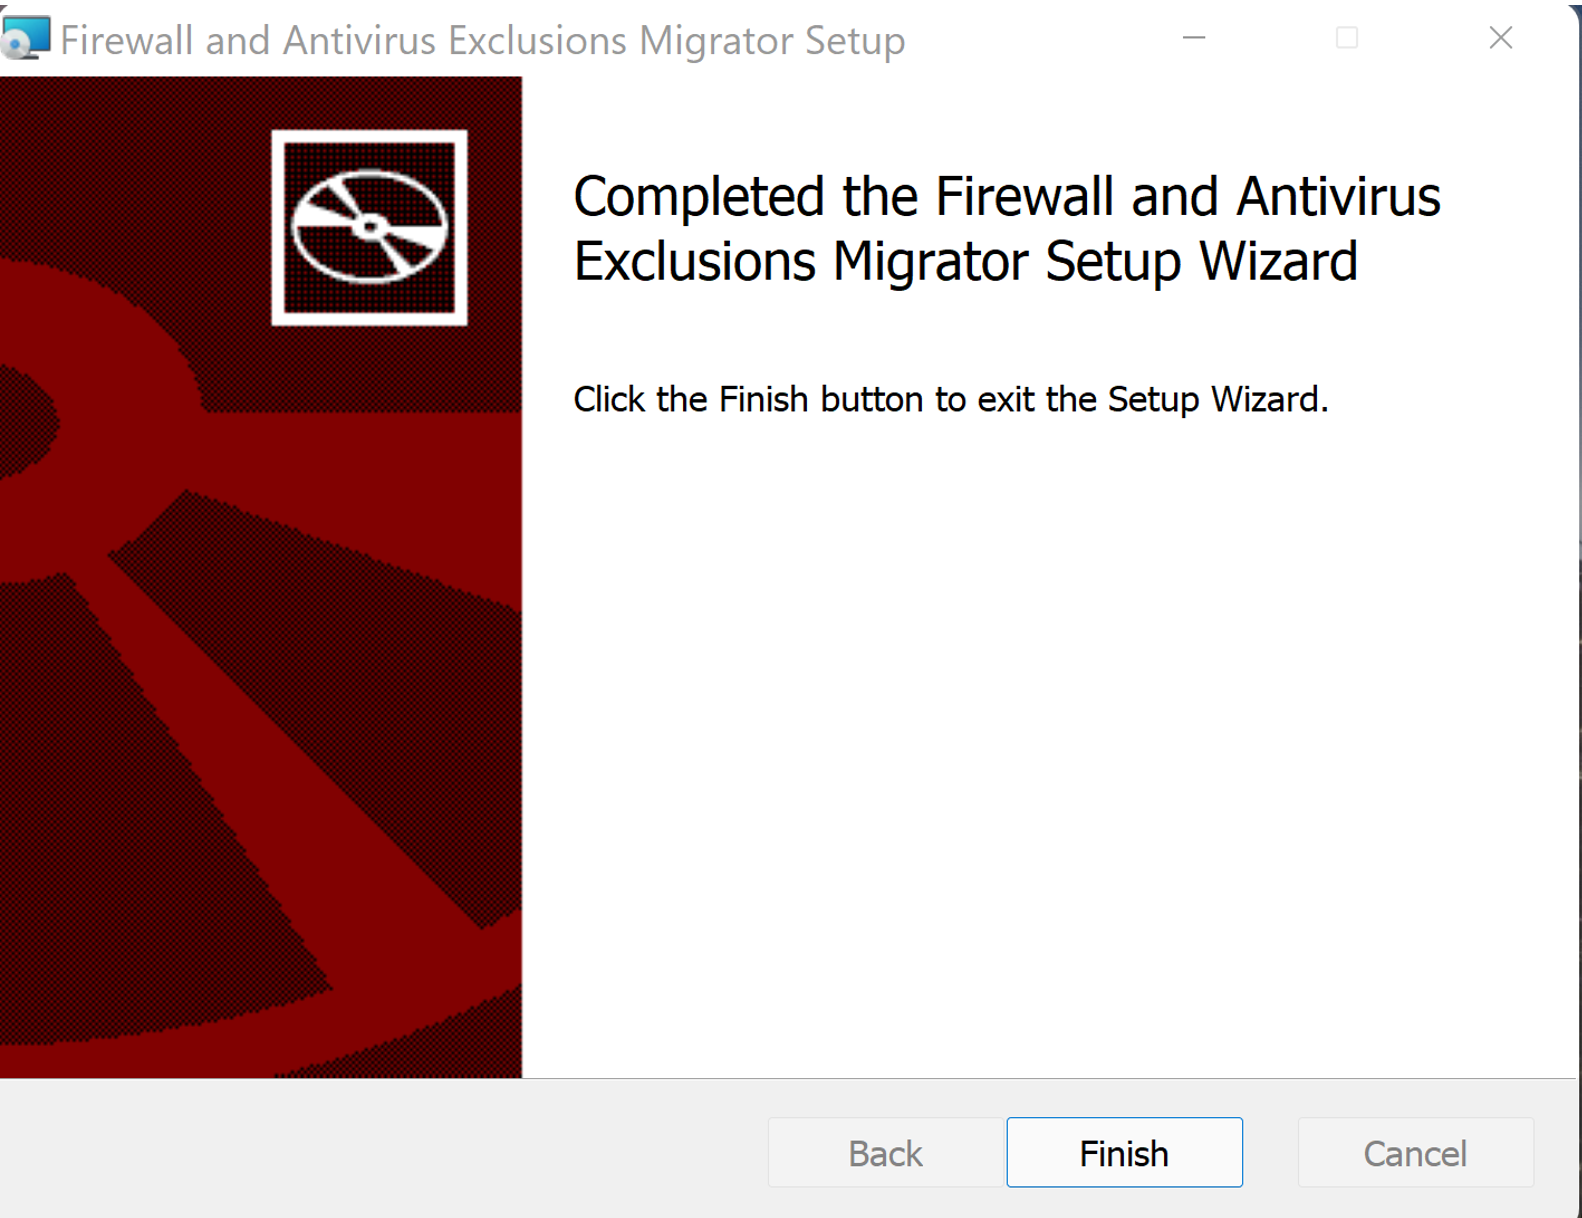 Firewall and Antivirus Exclusions Migrator Setup
Completed the Firewall and Antivirus
Exclusions Migrator Setup Wizard
Click the Finish button to exit the Setup Wizard.
Back
Finish
Cancel